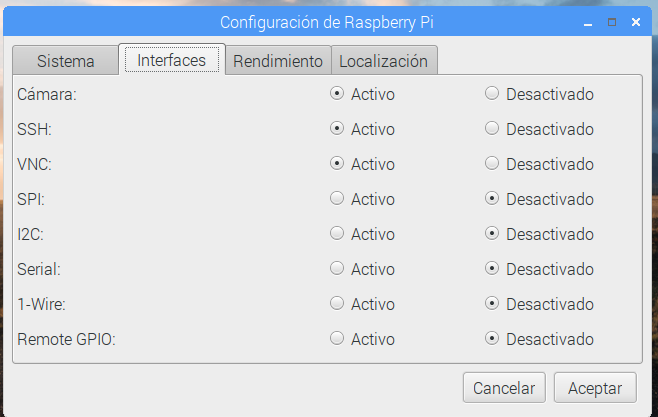 Configuración de Raspberry Pi
Sistema Interfaces Rendimiento Localización
Cámara: Activo Desactivado
SSH: Activo Desactivado
VNC: Activo Desactivado
SPI: Activo Desactivado
I2C: Activo Desactivado
Serial: Activo Desactivado
1-Wire: Activo Desactivado
Remote GPIO: Activo Desactivado
Cancelar Aceptar